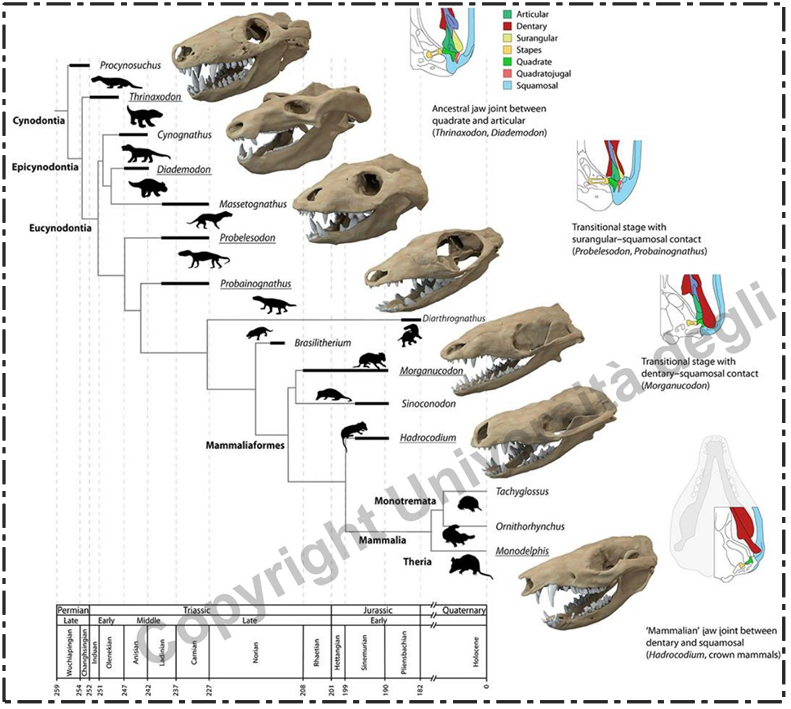 Articular
Dentary
Surangular
Stapes
Quadrate
Quadratojugal
Squamosal
Ancestral jaw joint between
quadrate and articular
(Thrinaxodon, Diademodon)
Transitional stage with
surangular–squamosal contact
(Probelesodon, Probainognathus)
Transitional stage with
dentary–squamosal contact
(Morganucodon)
'Mammalian' jaw joint between
dentary and squamosal
(Hadrocodium, crown mammals)
Procynosuchus
Thrinaxodon
Cynodontia
Cynognathus
Epicynodontia
Diademodon
Massetognathus
Eucynodontia
Probelesodon
Probainognathus
Diarthrognathus
Brasilitherium
Morganucodon
Sinoconodon
Mammaliaformes
Hadrocodium
Monotremata
Tachyglossus
Ornithorhynchus
Mammalia
Monodelphis
Theria
Copyright Università degli
Permian Triassic Jurassic Quaternary
Late Early Middle Late Early
Wuchiapingian Changhsingian Induan Olenekian Anisian Ladinian Carnian Norian Rhaetian Hettangian Sinemurian Pliensbachian Holocene
259 254 252 251 247 242 237 227 208 201 199 190 182 0